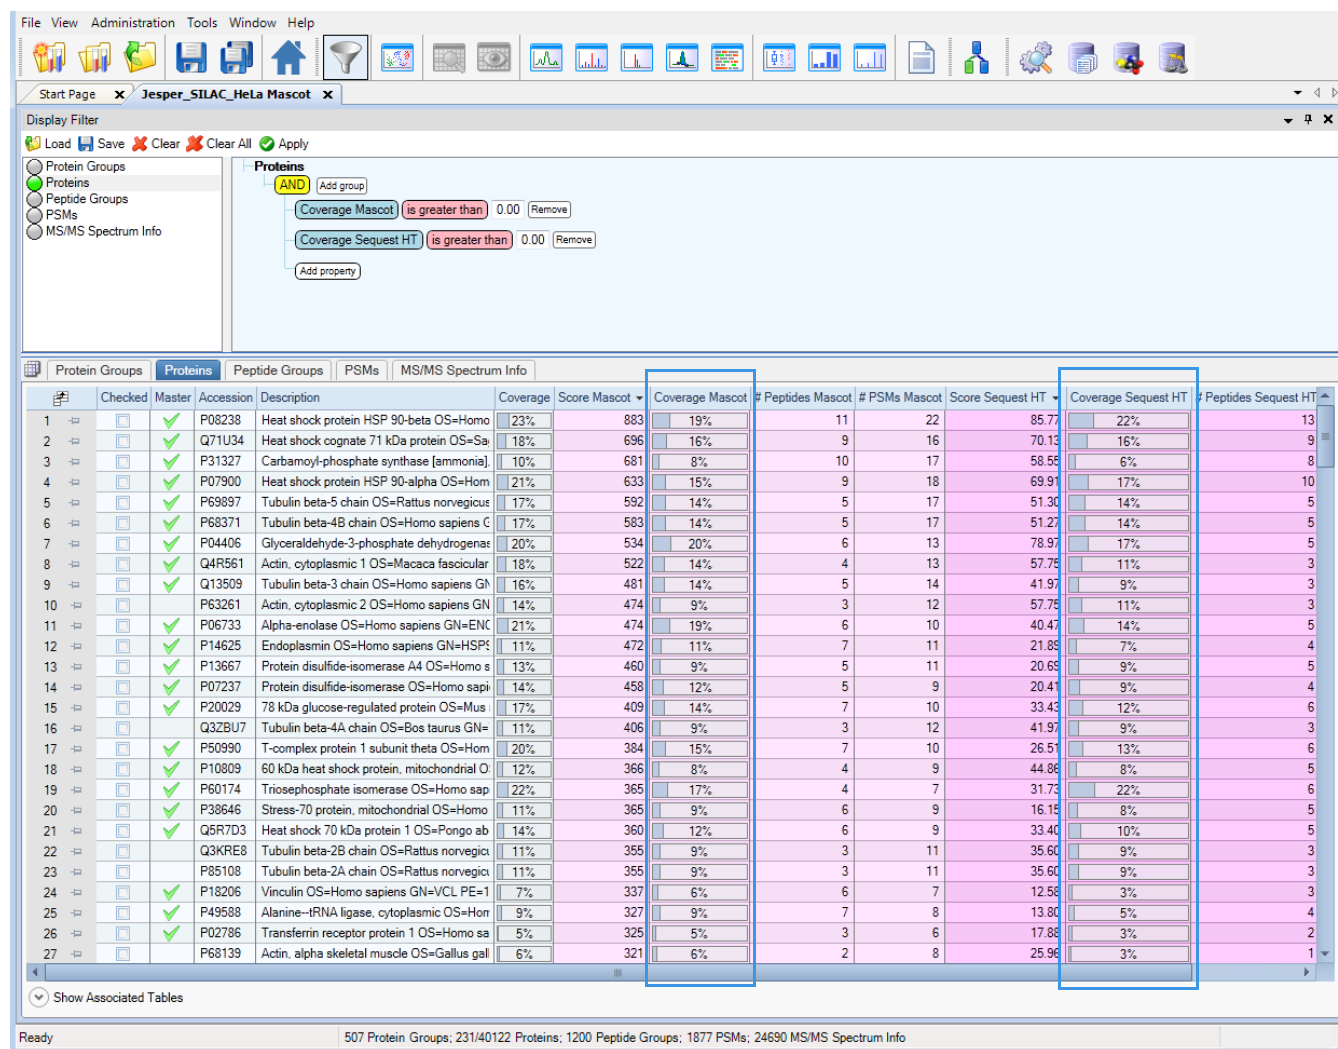 File View Administration Tools Window Help
Start Page x Jesper_SILAC_HeLa Mascot x
Display Filter
Load Save Clear Clear All Apply
Protein Groups
Proteins
Peptide Groups
PSMs
MS/MS Spectrum Info
Proteins
AND Add group
Coverage Mascot is greater than 0.00 Remove
Coverage Sequest HT is greater than 0.00 Remove
Add property
Protein Groups Proteins Peptide Groups PSMs MS/MS Spectrum Info
Checked Master Accession Description Coverage Score Mascot Coverage Mascot # Peptides Mascot # PSMs Mascot Score Sequest HT Coverage Sequest HT # Peptides Sequest HT
1 P08238 Heat shock protein HSP 90-beta OS=Homo 23% 883 19% 11 22 85.77 22% 13
2 Q71U34 Heat shock cognate 71 kDa protein OS=Sa 18% 696 16% 9 16 70.13 16% 9
3 P31327 Carbamoyl-phosphate synthase [ammonia], 10% 681 8% 10 17 58.55 6% 8
4 P07900 Heat shock protein HSP 90-alpha OS=Hom 21% 633 15% 9 18 69.91 17% 10
5 P69897 Tubulin beta-5 chain OS=Rattus norvegicus 17% 592 14% 5 17 51.30 14% 5
6 P68371 Tubulin beta-4B chain OS=Homo sapiens G 17% 583 14% 5 17 51.27 14% 5
7 P04406 Glyceraldehyde-3-phosphate dehydrogenas 20% 534 20% 6 13 78.97 17% 5
8 Q4R561 Actin, cytoplasmic 1 OS=Macaca fascicular 18% 522 14% 4 13 57.75 11% 3
9 Q13509 Tubulin beta-3 chain OS=Homo sapiens GN 16% 481 14% 5 14 41.97 9% 3
10 P63261 Actin, cytoplasmic 2 OS=Homo sapiens GN 14% 474 9% 3 12 57.75 11% 3
11 P06733 Alpha-enolase OS=Homo sapiens GN=ENO 21% 474 19% 6 10 40.47 14% 5
12 P14625 Endoplasmin OS=Homo sapiens GN=HSP9 11% 472 11% 7 11 21.89 7% 4
13 P13667 Protein disulfide-isomerase A4 OS=Homo s 13% 460 9% 5 11 20.69 9% 5
14 P07237 Protein disulfide-isomerase OS=Homo sapi 14% 458 12% 5 9 20.41 9% 4
15 P20029 78 kDa glucose-regulated protein OS=Mus 17% 409 14% 7 10 33.43 12% 6
16 Q3ZBU7 Tubulin beta-4A chain OS=Bos taurus GN= 11% 406 9% 3 12 41.97 9% 3
17 P50990 T-complex protein 1 subunit theta OS=Hom 20% 384 15% 7 10 26.51 13% 6
18 P10809 60 kDa heat shock protein, mitochondrial O 12% 366 8% 4 9 44.86 8% 5
19 P60174 Triosephosphate isomerase OS=Homo sap 22% 365 17% 4 7 31.73 22% 6
20 P38646 Stress-70 protein, mitochondrial OS=Homo 11% 365 9% 6 9 16.15 8% 5
21 Q5R7D3 Heat shock 70 kDa protein 1 OS=Pongo ab 14% 360 12% 6 9 33.40 10% 5
22 Q3KRE8 Tubulin beta-2B chain OS=Rattus norvegicu 11% 355 9% 3 11 35.60 9% 3
23 P85108 Tubulin beta-2A chain OS=Rattus norvegicu 11% 355 9% 3 11 35.60 9% 3
24 P18206 Vinculin OS=Homo sapiens GN=VCL PE=1 7% 337 6% 6 7 12.58 3% 3
25 P49588 Alanine--tRNA ligase, cytoplasmic OS=Hom 9% 327 9% 7 8 13.80 5% 4
26 P02786 Transferrin receptor protein 1 OS=Homo sa 5% 325 5% 3 6 17.88 3% 2
27 P68139 Actin, alpha skeletal muscle OS=Gallus gall 6% 321 6% 2 8 25.96 3% 1
Show Associated Tables
Ready 507 Protein Groups; 231/40122 Proteins; 1200 Peptide Groups; 1877 PSMs; 24690 MS/MS Spectrum Info